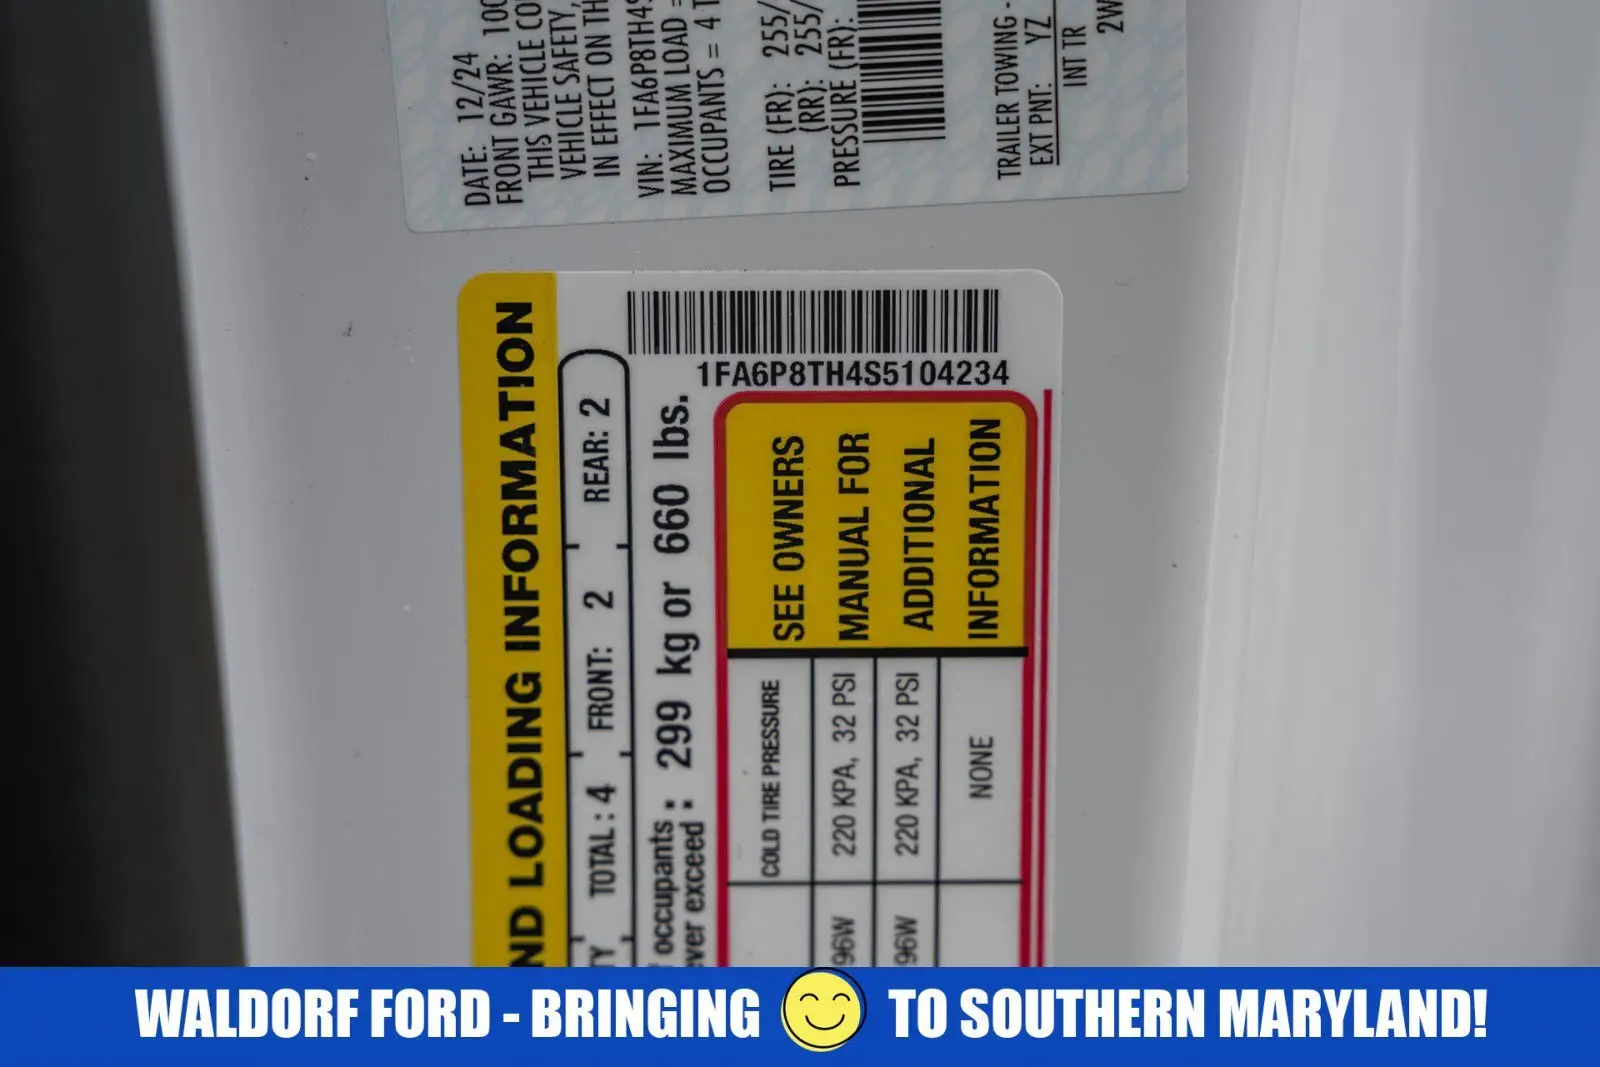 DATE: 12/24
FRONT GAWR: 100
THIS VEHICLE CO
VEHICLE SAFETY,
IN EFFECT ON TH
VIN: 1FA6P8TH4S
MAXIMUM LOAD =
OCCUPANTS = 4 T
TIRE (FR): 255/
(RR): 255/
PRESSURE (FR):
TRAILER TOWING -
EXT PNT: YZ
INT TR
2W
ND LOADING INFORMATION
TY TOTAL : 4 FRONT: 2 REAR: 2
occupants :
ver exceed : 299 kg or 660 lbs.
1FA6P8TH4S5104234
COLD TIRE PRESSURE
96W 220 KPA, 32 PSI
96W 220 KPA, 32 PSI
NONE
SEE OWNERS
MANUAL FOR
ADDITIONAL
INFORMATION
WALDORF FORD - BRINGING TO SOUTHERN MARYLAND!